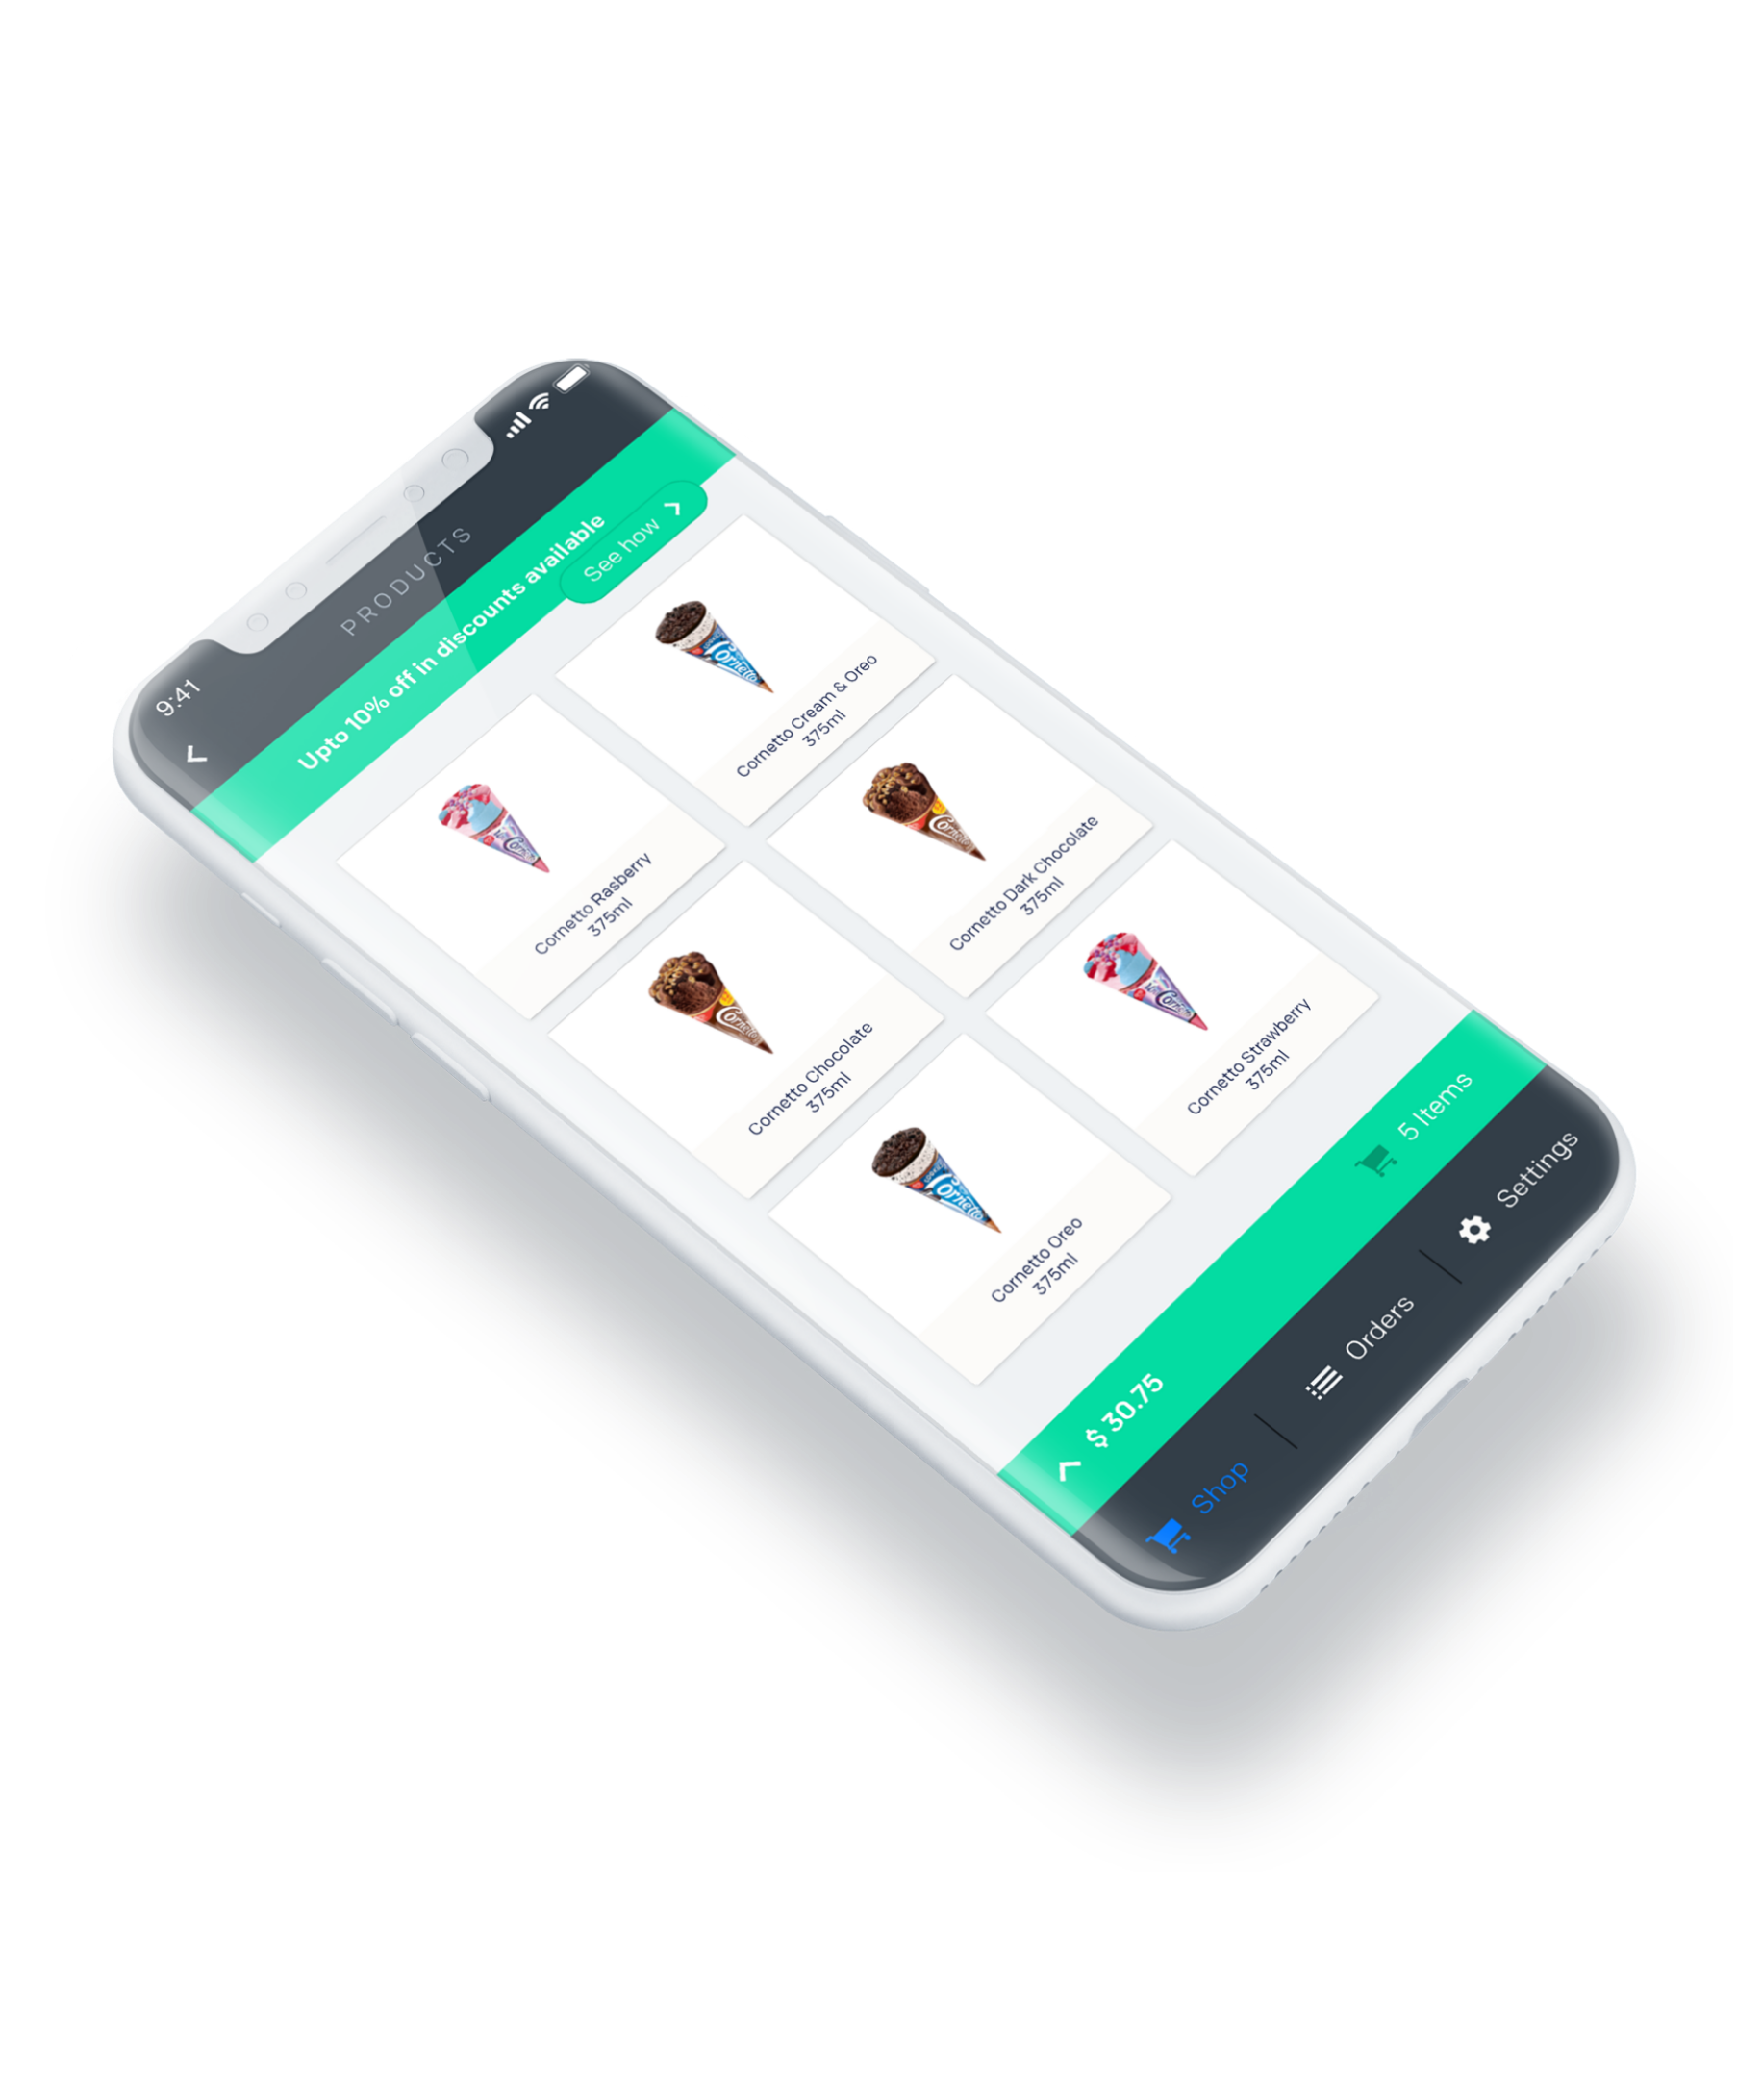 9:41
PRODUCTS
Upto 10% off in discounts available
See how
Cornetto Rasberry
375ml
Cornetto Cream & Oreo
375ml
Cornetto Chocolate
375ml
Cornetto Dark Chocolate
375ml
Cornetto Oreo
375ml
Cornetto Strawberry
375ml
$ 30.75
5 Items
Shop
Orders
Settings